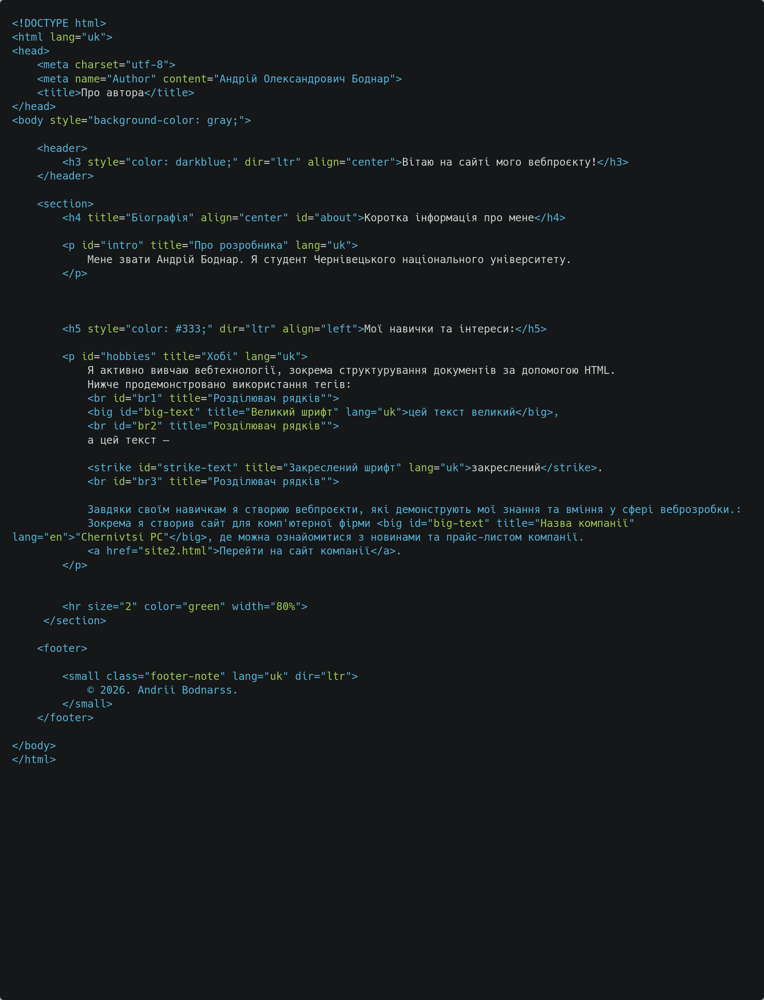 <!DOCTYPE html>
<html lang="uk">
<head>
    <meta charset="utf-8">
    <meta name="Author" content="Андрій Олександрович Боднар">
    <title>Про автора</title>
</head>
<body style="background-color: gray;">

    <header>
        <h3 style="color: darkblue;" dir="ltr" align="center">Вітаю на сайті мого вебпроєкту!</h3>
    </header>

    <section>
        <h4 title="Біографія" align="center" id="about">Коротка інформація про мене</h4>

        <p id="intro" title="Про розробника" lang="uk">
            Мене звати Андрій Боднар. Я студент Чернівецького національного університету.
        </p>

        <h5 style="color: #333;" dir="ltr" align="left">Мої навички та інтереси:</h5>

        <p id="hobbies" title="Хобі" lang="uk">
            Я активно вивчаю вебтехнології, зокрема структурування документів за допомогою HTML.
            Нижче продемонстровано використання тегів:
            <br id="br1" title="Розділювач рядків"">
            <big id="big-text" title="Великий шрифт" lang="uk">цей текст великий</big>,
            <br id="br2" title="Розділювач рядків"">
            а цей текст —

            <strike id="strike-text" title="Закреслений шрифт" lang="uk">закреслений</strike>.
            <br id="br3" title="Розділювач рядків"">

            Завдяки своїм навичкам я створюю вебпроєкти, які демонструють мої знання та вміння у сфері веброзробки.:
            Зокрема я створив сайт для комп'ютерної фірми <big id="big-text" title="Назва компанії"
lang="en">"Chernivtsi PC"</big>, де можна ознайомитися з новинами та прайс-листом компанії.
            <a href="site2.html">Перейти на сайт компанії</a>.
        </p>

        <hr size="2" color="green" width="80%">
     </section>

    <footer>

        <small class="footer-note" lang="uk" dir="ltr">
            © 2026. Andrii Bodnarss.
        </small>
    </footer>

</body>
</html>